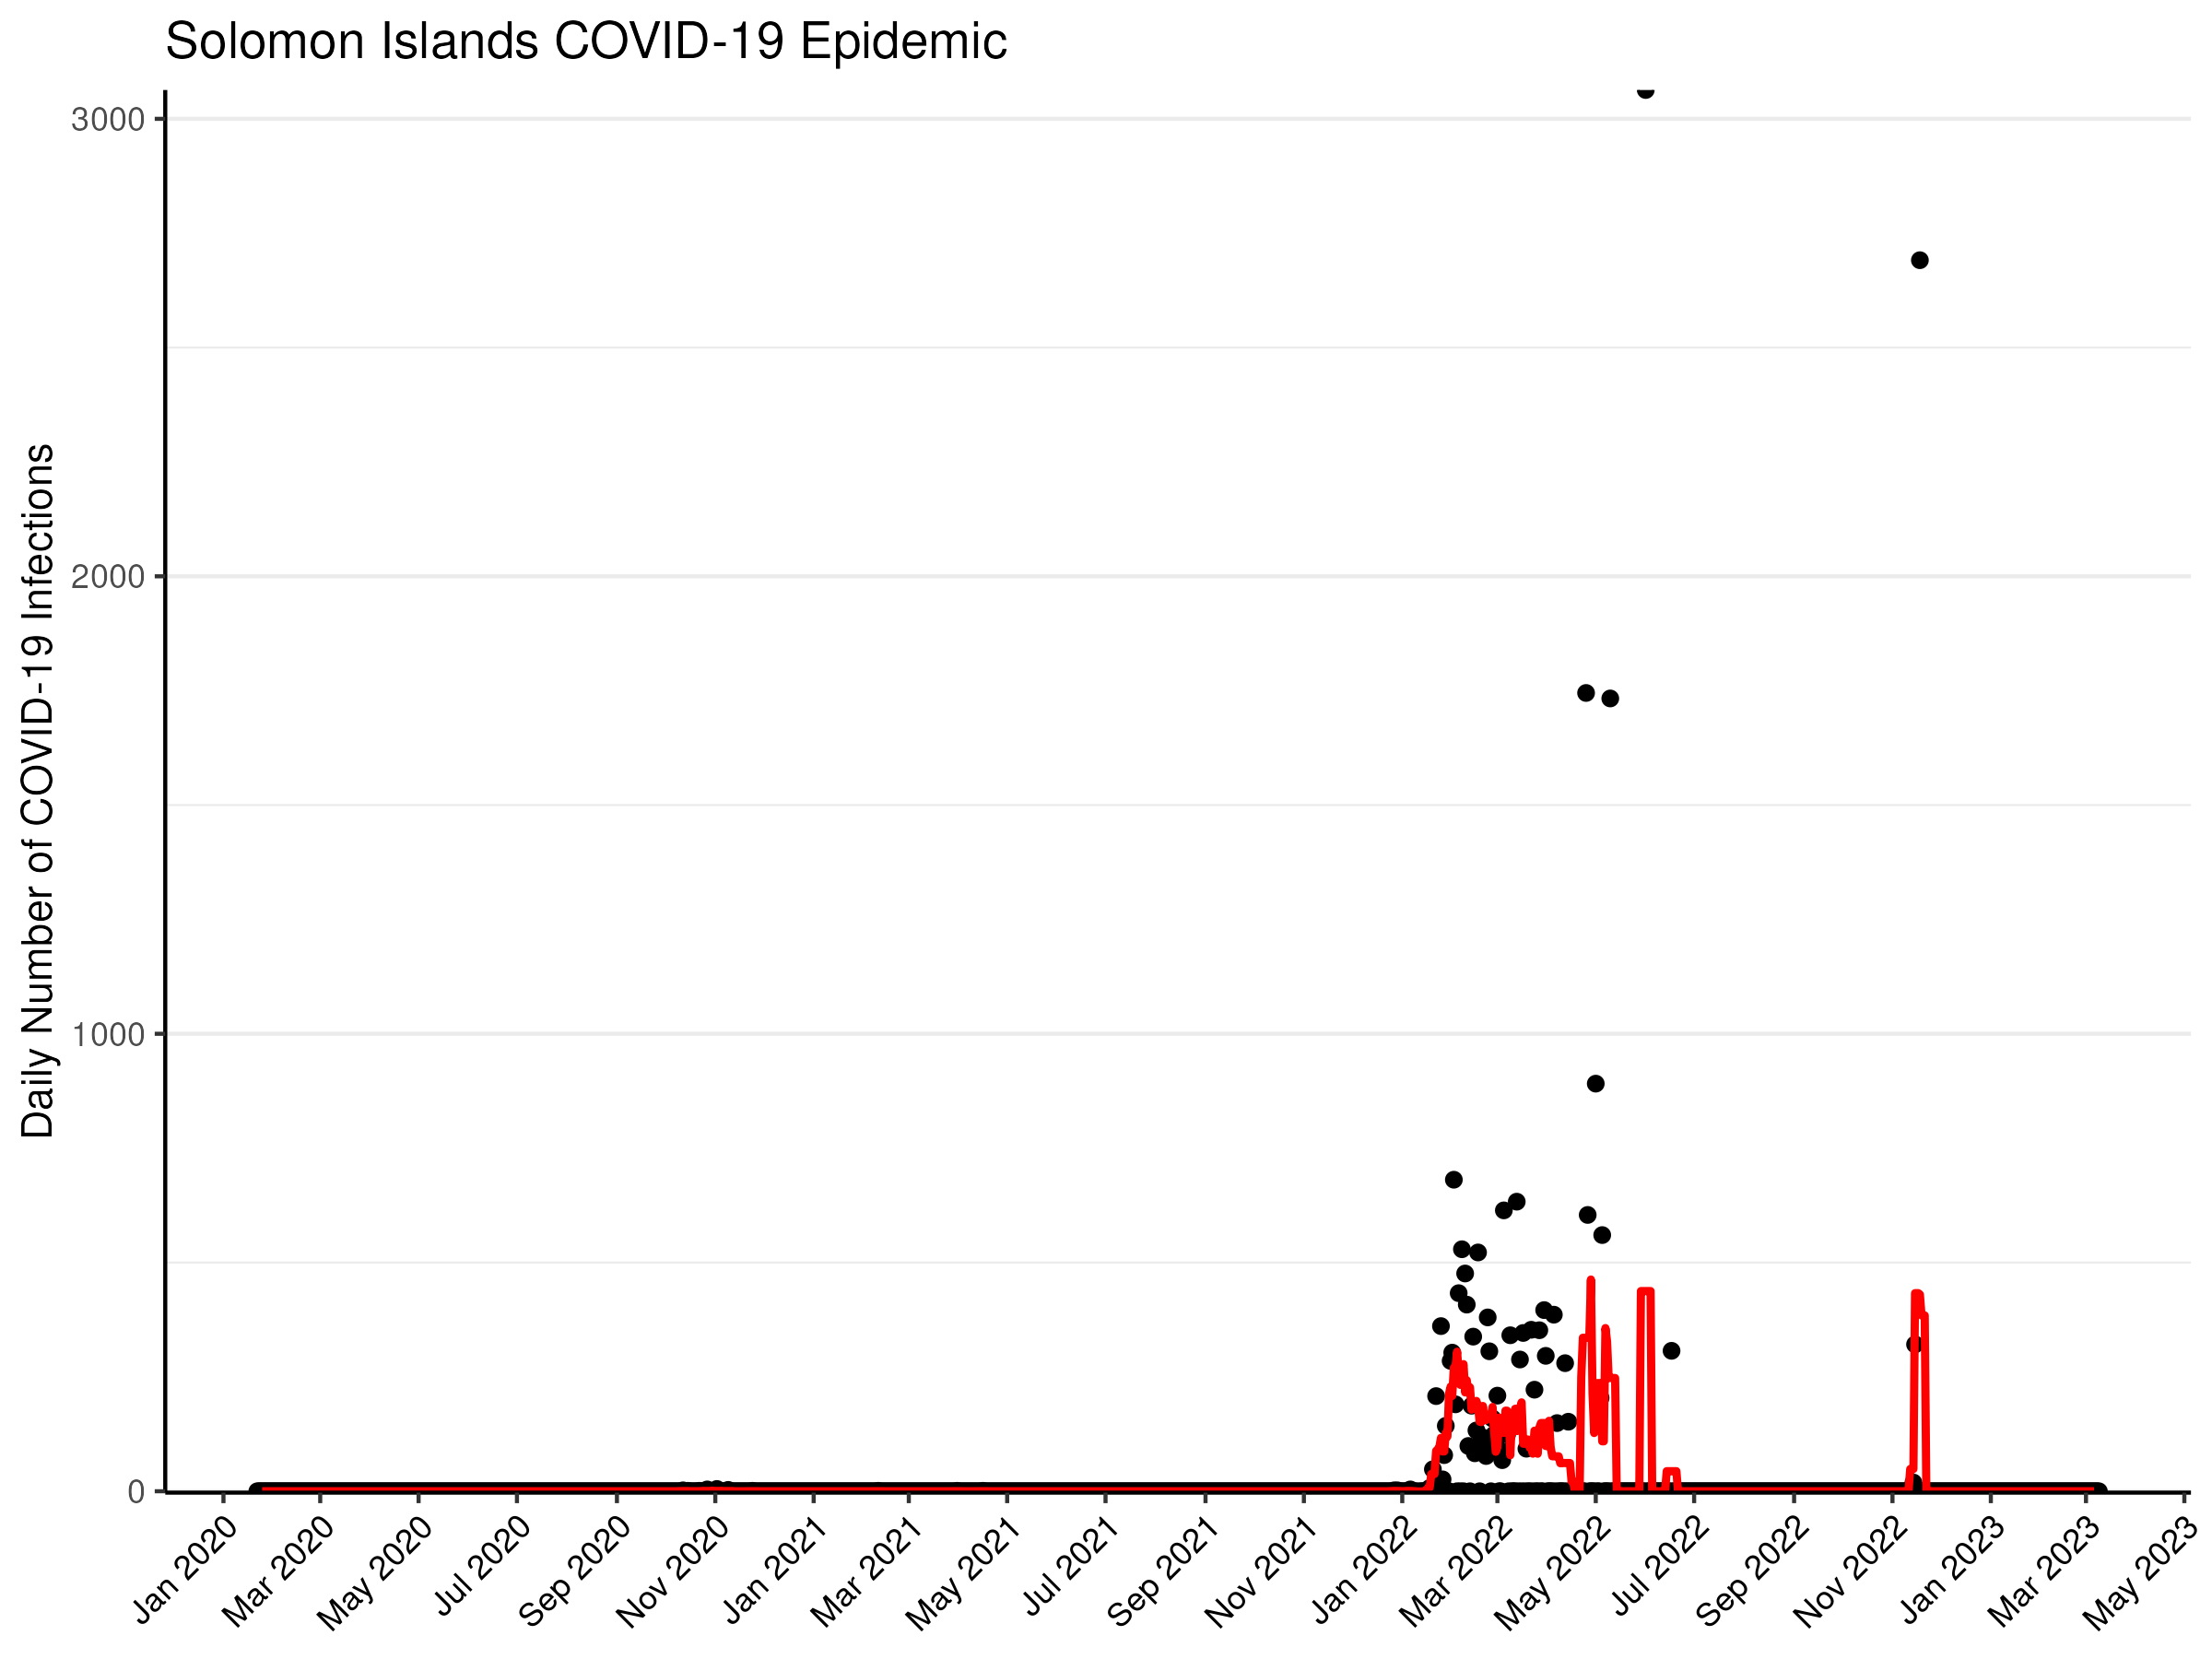 Solomon Islands COVID-19 Epidemic
Daily Number of COVID-19 Infections
3000
2000
1000
0
Jan 2020
Mar 2020
May 2020
Jul 2020
Sep 2020
Nov 2020
Jan 2021
Mar 2021
May 2021
Jul 2021
Sep 2021
Nov 2021
Jan 2022
Mar 2022
May 2022
Jul 2022
Sep 2022
Nov 2022
Jan 2023
Mar 2023
May 2023